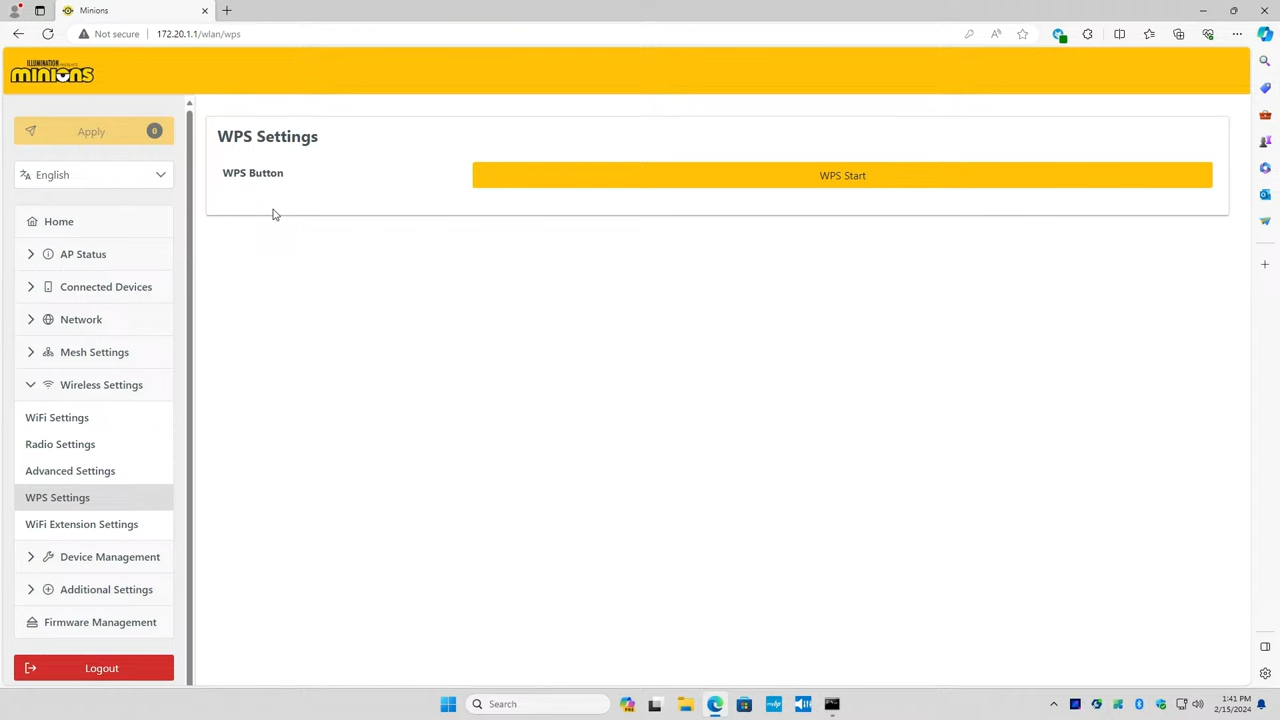 Minions
Not secure
172.20.1.1/wlan/wps
ILLUMINATION PRESENTS
minions
Apply
0
English
Home
AP Status
Connected Devices
Network
Mesh Settings
Wireless Settings
WiFi Settings
Radio Settings
Advanced Settings
WPS Settings
WiFi Extension Settings
Device Management
Additional Settings
Firmware Management
Logout
WPS Settings
WPS Button
WPS Start
Search
1:41 PM
2/15/2024